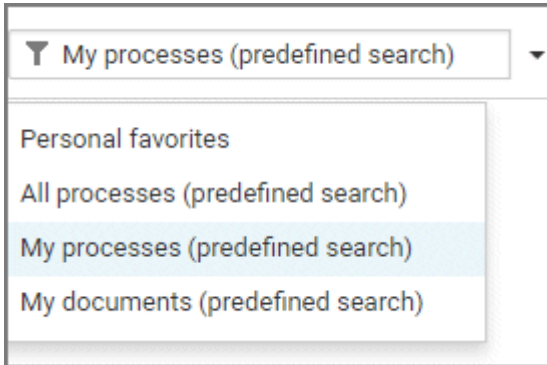 My processes (predefined search)
Personal favorites
All processes (predefined search)
My processes (predefined search)
My documents (predefined search)